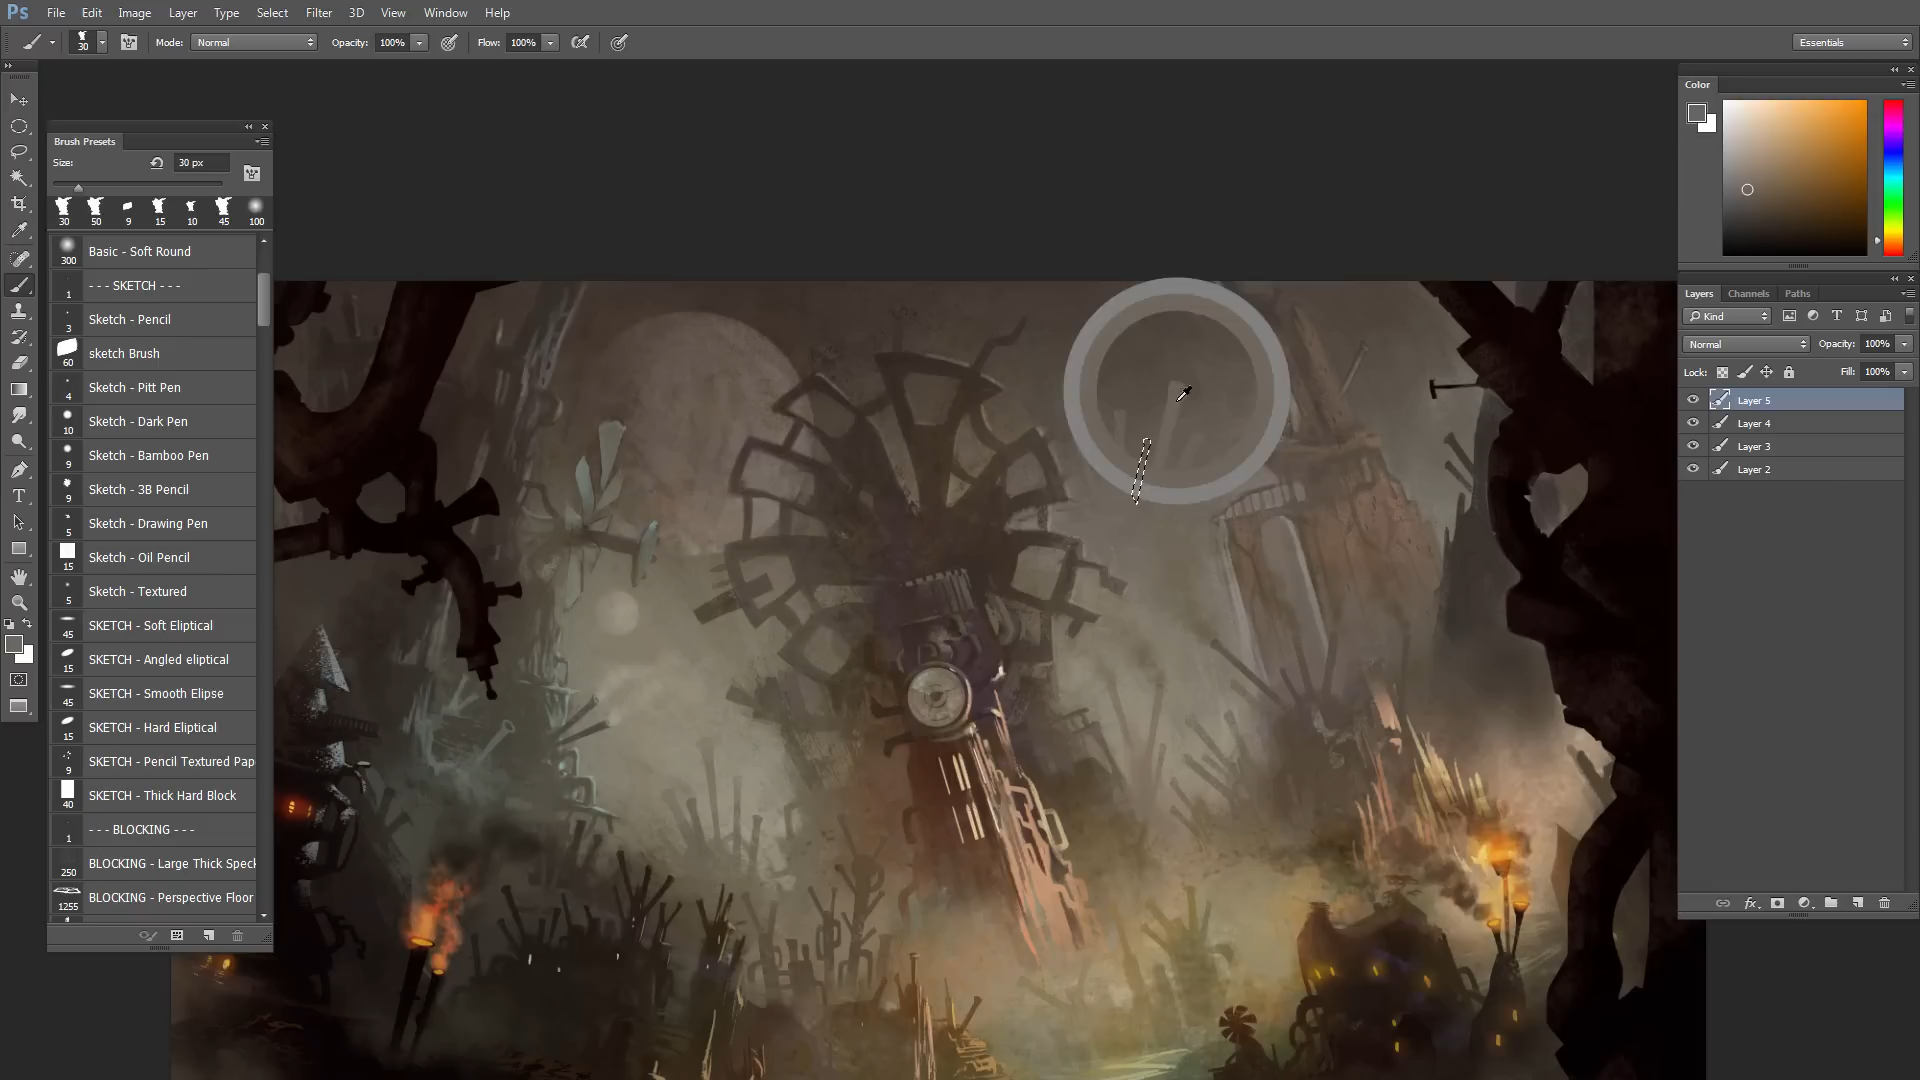 Ps File Edit Image Layer Type Select Filter 3D View Window Help
30 Mode: Normal Opacity: 100% Flow: 100% Essentials
Brush Presets
Size: 30 px
30 50 9 15 10 45 100
300 Basic - Soft Round
1 - - - SKETCH - - -
3 Sketch - Pencil
60 sketch Brush
4 Sketch - Pitt Pen
10 Sketch - Dark Pen
9 Sketch - Bamboo Pen
9 Sketch - 3B Pencil
5 Sketch - Drawing Pen
15 Sketch - Oil Pencil
5 Sketch - Textured
45 SKETCH - Soft Eliptical
15 SKETCH - Angled eliptical
45 SKETCH - Smooth Elipse
15 SKETCH - Hard Eliptical
9 SKETCH - Pencil Textured Pap
40 SKETCH - Thick Hard Block
1 - - - BLOCKING - - -
250 BLOCKING - Large Thick Speck
1255 BLOCKING - Perspective Floor
Color
Layers Channels Paths
Kind
Normal Opacity: 100%
Lock: Fill: 100%
Layer 5
Layer 4
Layer 3
Layer 2